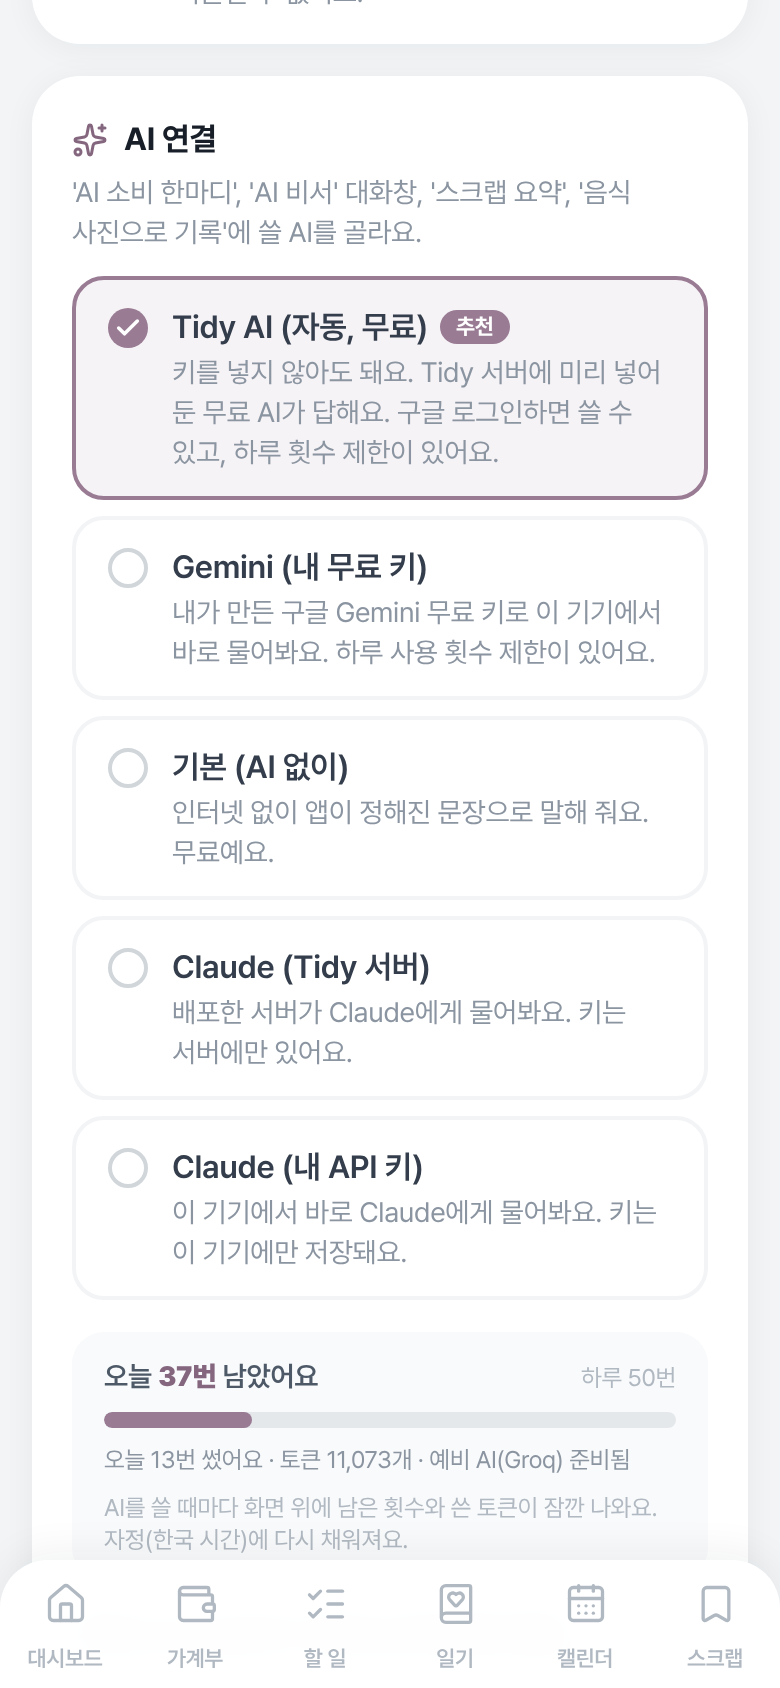 AI 연결
'AI 소비 한마디', 'AI 비서' 대화창, '스크랩 요약', '음식
사진으로 기록'에 쓸 AI를 골라요.
Tidy AI (자동, 무료) 추천
키를 넣지 않아도 돼요. Tidy 서버에 미리 넣어
둔 무료 AI가 답해요. 구글 로그인하면 쓸 수
있고, 하루 횟수 제한이 있어요.
Gemini (내 무료 키)
내가 만든 구글 Gemini 무료 키로 이 기기에서
바로 물어봐요. 하루 사용 횟수 제한이 있어요.
기본 (AI 없이)
인터넷 없이 앱이 정해진 문장으로 말해 줘요.
무료예요.
Claude (Tidy 서버)
배포한 서버가 Claude에게 물어봐요. 키는
서버에만 있어요.
Claude (내 API 키)
이 기기에서 바로 Claude에게 물어봐요. 키는
이 기기에만 저장돼요.
오늘 37번 남았어요 하루 50번
오늘 13번 썼어요 · 토큰 11,073개 · 예비 AI(Groq) 준비됨
AI를 쓸 때마다 화면 위에 남은 횟수와 쓴 토큰이 잠깐 나와요.
자정(한국 시간)에 다시 채워져요.
대시보드 가계부 할 일 일기 캘린더 스크랩